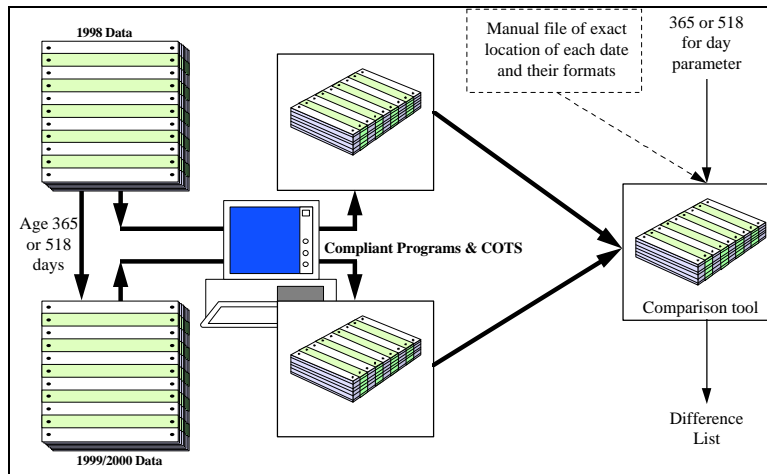 1998 Data
Manual file of exact
location of each date
and their formats
365 or 518
for day
parameter
Age 365
or 518
days
Compliant Programs & COTS
Comparison tool
1999/2000 Data
Difference
List